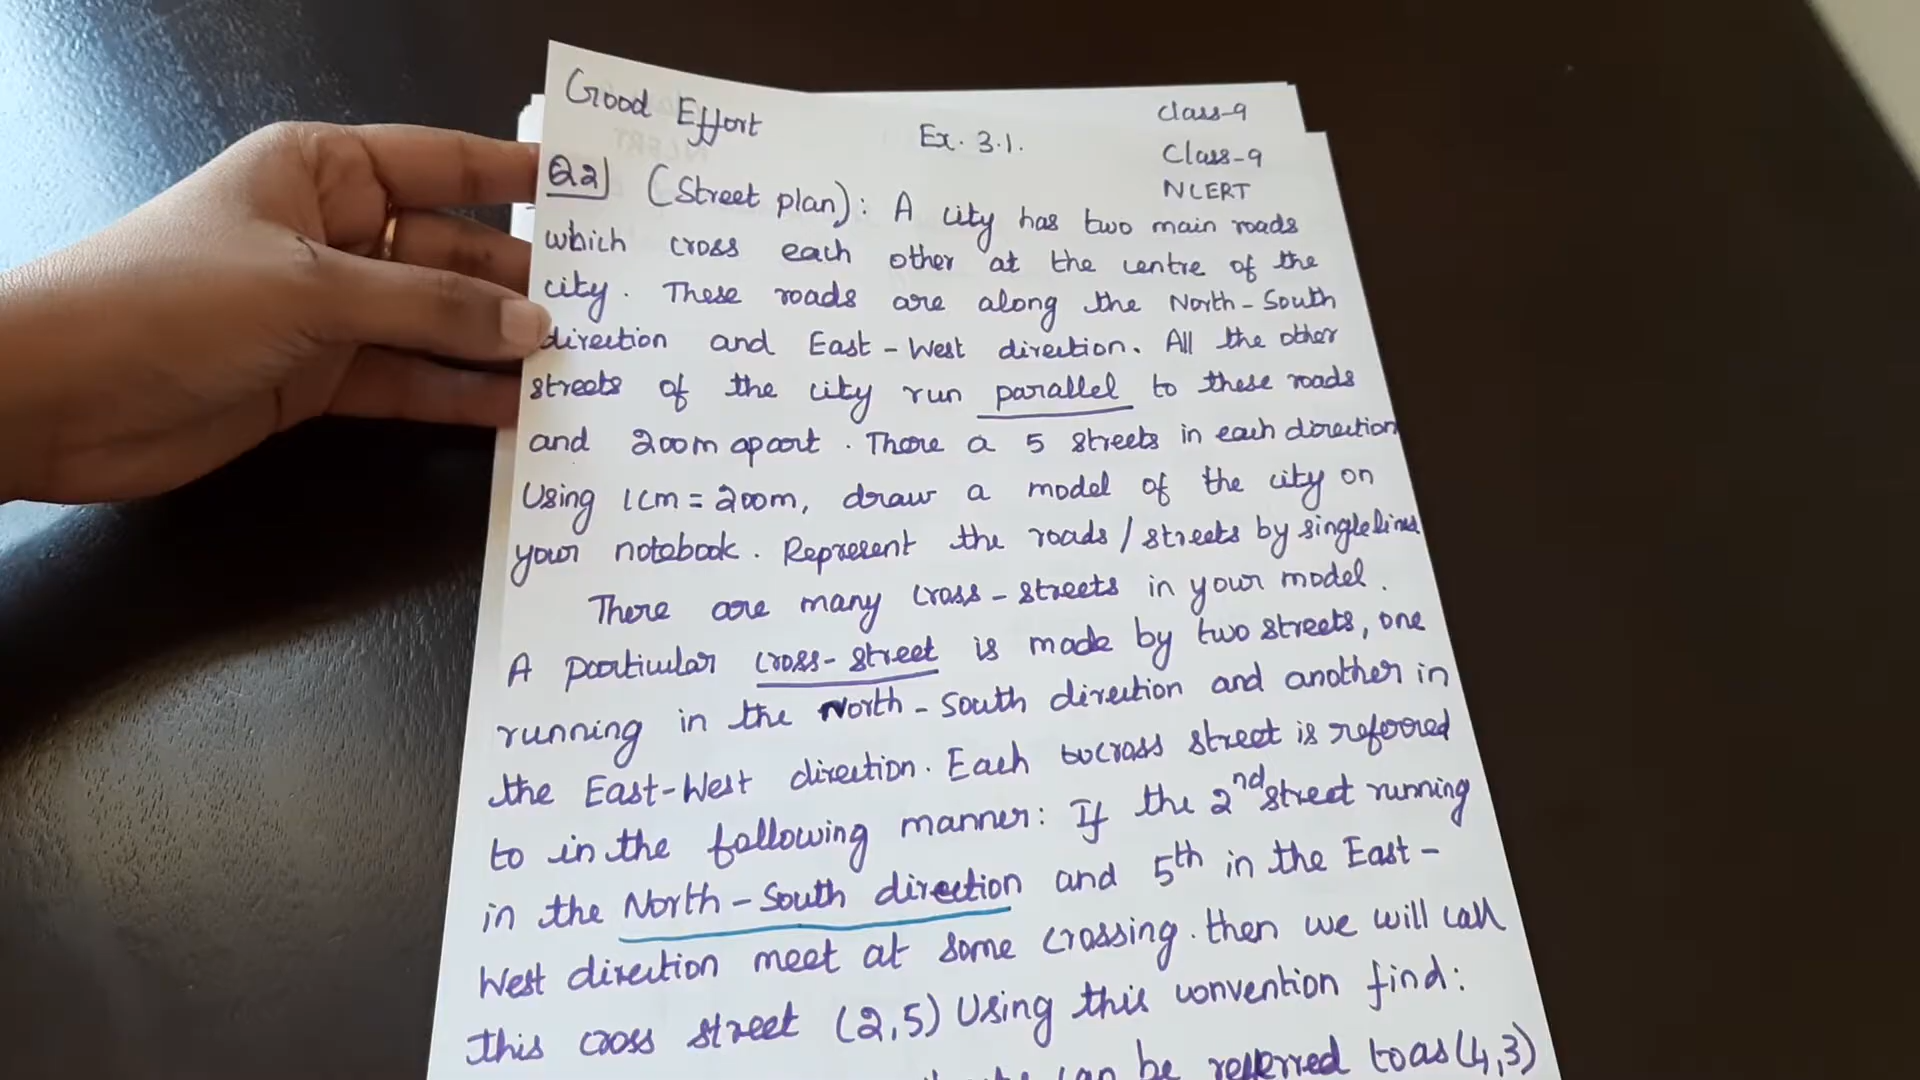 Good Effort
Class-9
Ex. 3.1.
Class-9
NCERT
Q2) (Street plan): A city has two main roads
which cross each other at the centre of the
city. These roads are along the North-South
direction and East-West direction. All the other
streets of the city run parallel to these roads
and 200m apart. There a 5 streets in each direction
Using 1cm = 200m, draw a model of the city on
your notebook. Represent the roads/streets by single lines
There are many cross-streets in your model.
A particular cross-street is made by two streets, one
running in the North-South direction and another in
the East-West direction. Each cross street is referred
to in the following manner: If the 2nd street running
in the North-South direction and 5th in the East-
West direction meet at some crossing. then we will call
this cross street (2,5) Using this convention find:
can be referred to as (4,3)